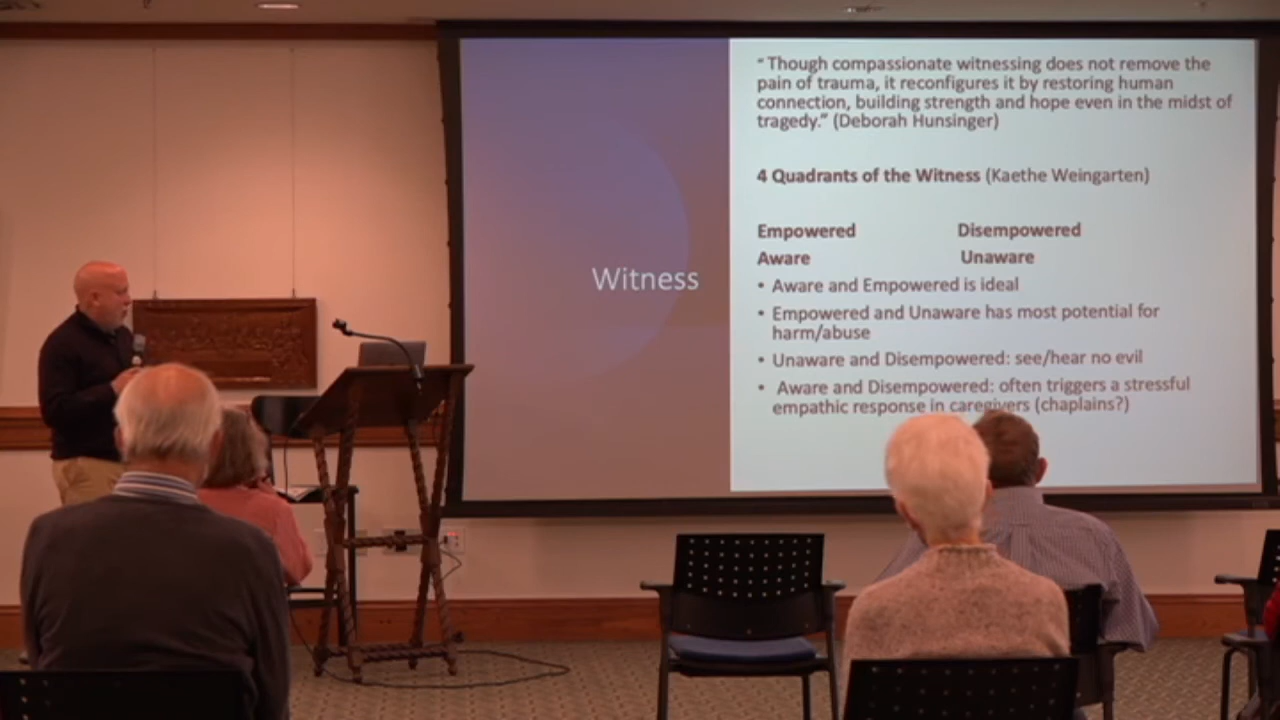 Witness
“ Though compassionate witnessing does not remove the
pain of trauma, it reconfigures it by restoring human
connection, building strength and hope even in the midst of
tragedy.” (Deborah Hunsinger)
4 Quadrants of the Witness (Kaethe Weingarten)
Empowered Disempowered
Aware Unaware
• Aware and Empowered is ideal
• Empowered and Unaware has most potential for
harm/abuse
• Unaware and Disempowered: see/hear no evil
• Aware and Disempowered: often triggers a stressful
empathic response in caregivers (chaplains?)